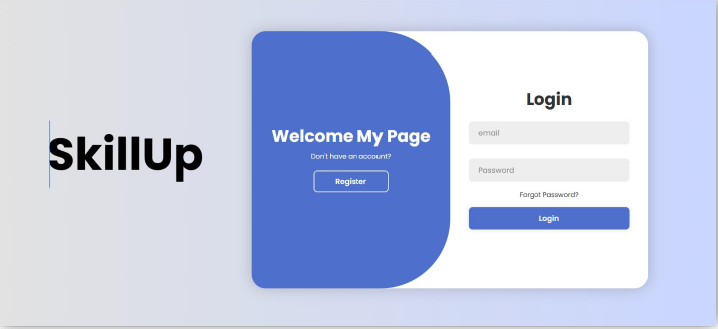 SkillUp
Welcome My Page
Don't have an account?
Register
Login
email
Password
Forgot Password?
Login